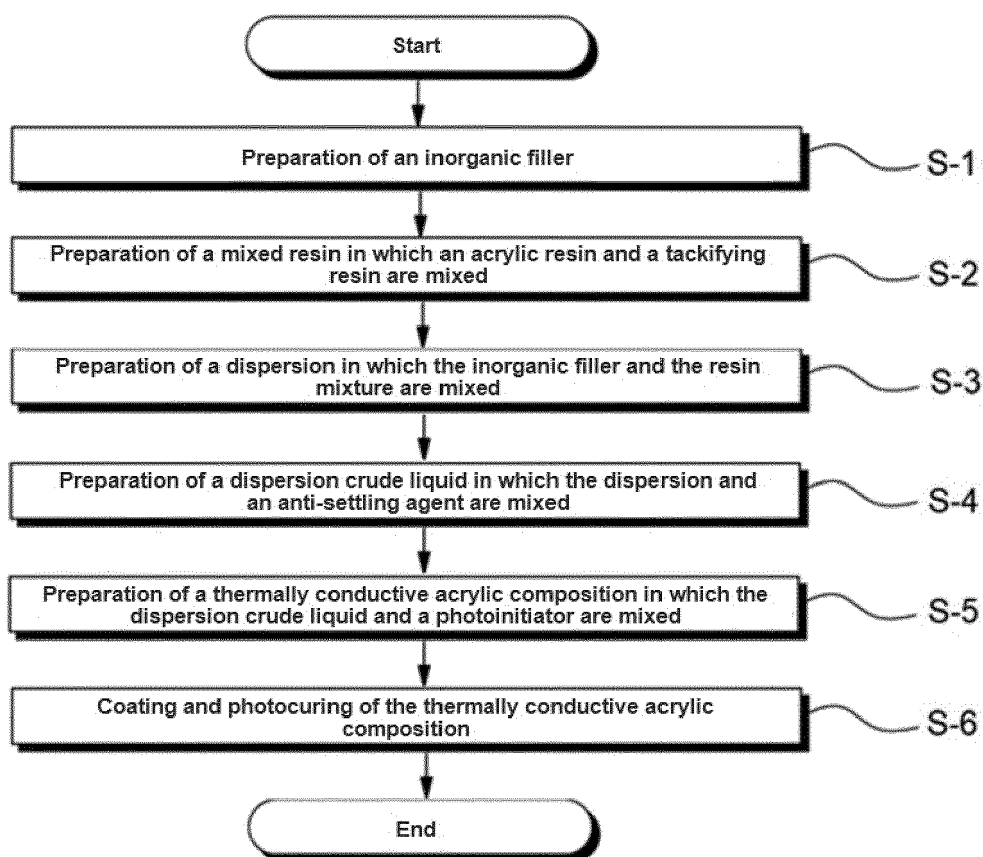 Start
Preparation of an inorganic filler
S-1
Preparation of a mixed resin in which an acrylic resin and a tackifying
resin are mixed
S-2
Preparation of a dispersion in which the inorganic filler and the resin
mixture are mixed
S-3
Preparation of a dispersion crude liquid in which the dispersion and
an anti-settling agent are mixed
S-4
Preparation of a thermally conductive acrylic composition in which the
dispersion crude liquid and a photoinitiator are mixed
S-5
Coating and photocuring of the thermally conductive acrylic
composition
S-6
End